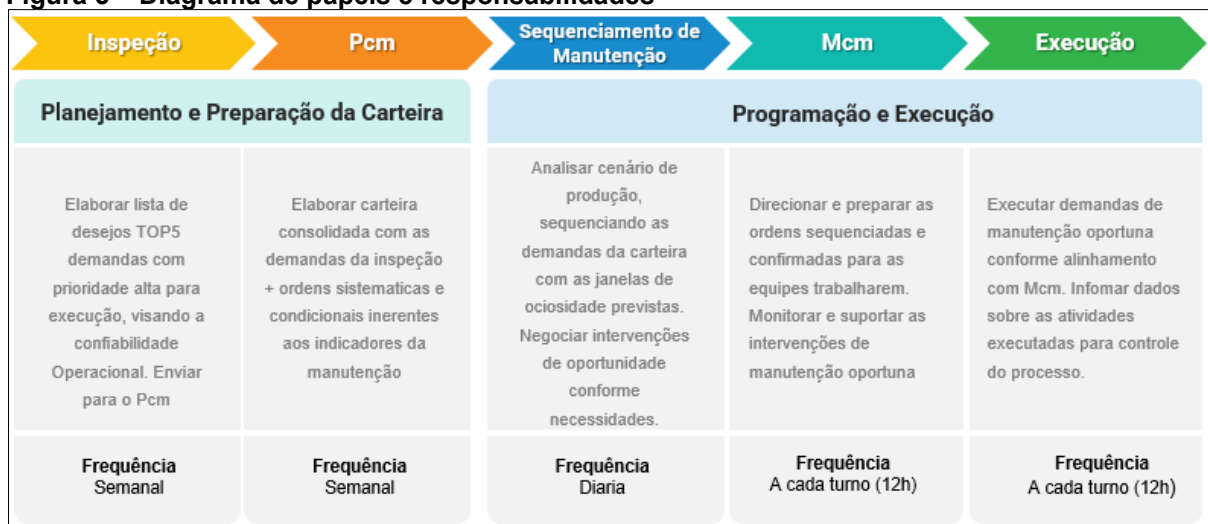 Figura 3 – Diagrama de papéis e responsabilidades
Inspeção
Pcm
Sequenciamento de
Manutenção
Mcm
Execução
Planejamento e Preparação da Carteira
Programação e Execução
Elaborar lista de
desejos TOP5
demandas com
prioridade alta para
execução, visando a
confiabilidade
Operacional. Enviar
para o Pcm
Elaborar carteira
consolidada com as
demandas da inspeção
+ ordens sistematicas e
condicionais inerentes
aos indicadores da
manutenção
Analisar cenário de
produção,
sequenciando as
demandas da carteira
com as janelas de
ociosidade previstas.
Negociar intervenções
de oportunidade
conforme
necessidades.
Direcionar e preparar as
ordens sequenciadas e
confirmadas para as
equipes trabalharem.
Monitorar e suportar as
intervenções de
manutenção oportuna
Executar demandas de
manutenção oportuna
conforme alinhamento
com Mcm. Infomar dados
sobre as atividades
executadas para controle
do processo.
Frequência
Semanal
Frequência
Semanal
Frequência
Diaria
Frequência
A cada turno (12h)
Frequência
A cada turno (12h)